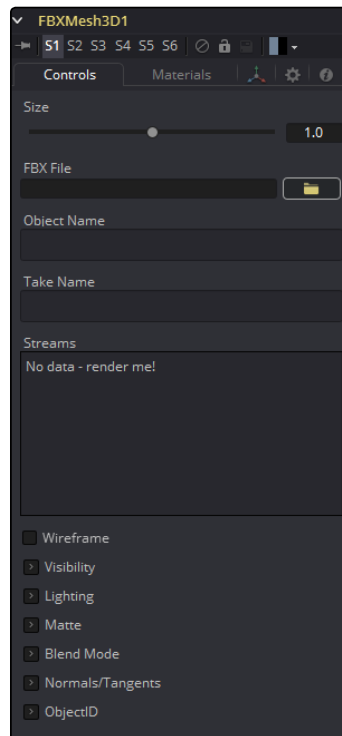 FBXMesh3D1
S1 S2 S3 S4 S5 S6
Controls Materials
Size
1.0
FBX File
Object Name
Take Name
Streams
No data - render me!
Wireframe
Visibility
Lighting
Matte
Blend Mode
Normals/Tangents
ObjectID